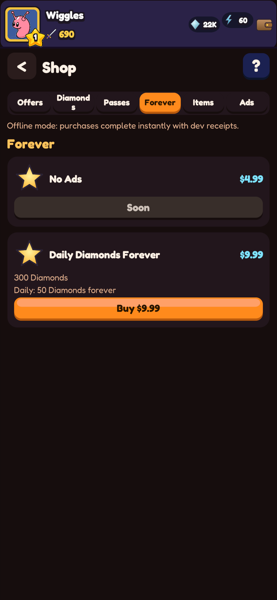 Wiggles
1
690
22K
60
<
Shop
?
Offers
Diamond
s
Passes
Forever
Items
Ads
Offline mode: purchases complete instantly with dev receipts.
Forever
No Ads
$4.99
Soon
Daily Diamonds Forever
$9.99
300 Diamonds
Daily: 50 Diamonds forever
Buy $9.99